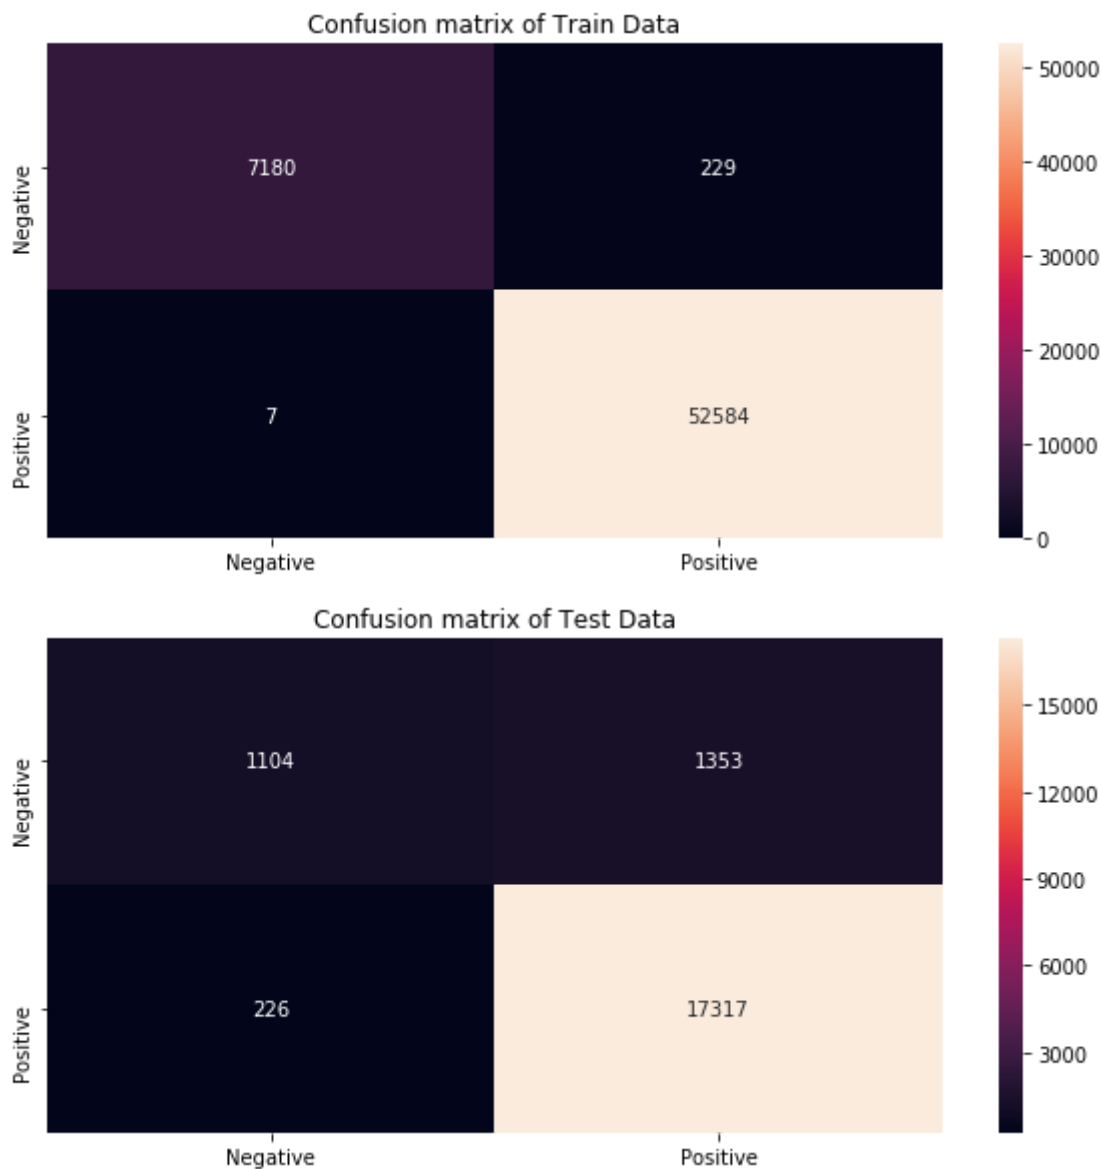 Confusion matrix of Train Data
Negative
7180
229
Positive
7
52584
Negative
Positive
50000
40000
30000
20000
10000
0
Confusion matrix of Test Data
Negative
1104
1353
Positive
226
17317
Negative
Positive
15000
12000
9000
6000
3000